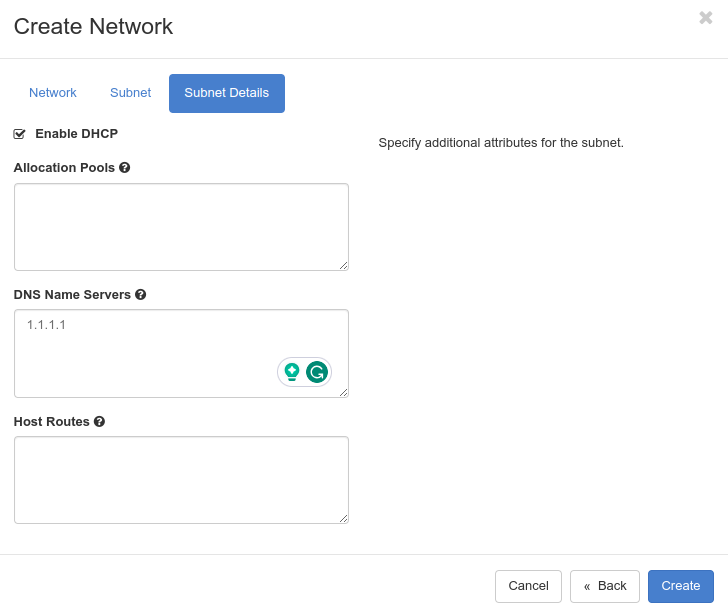 Create Network
Network Subnet Subnet Details
Enable DHCP
Specify additional attributes for the subnet.
Allocation Pools
DNS Name Servers
1.1.1.1
Host Routes
Cancel « Back Create